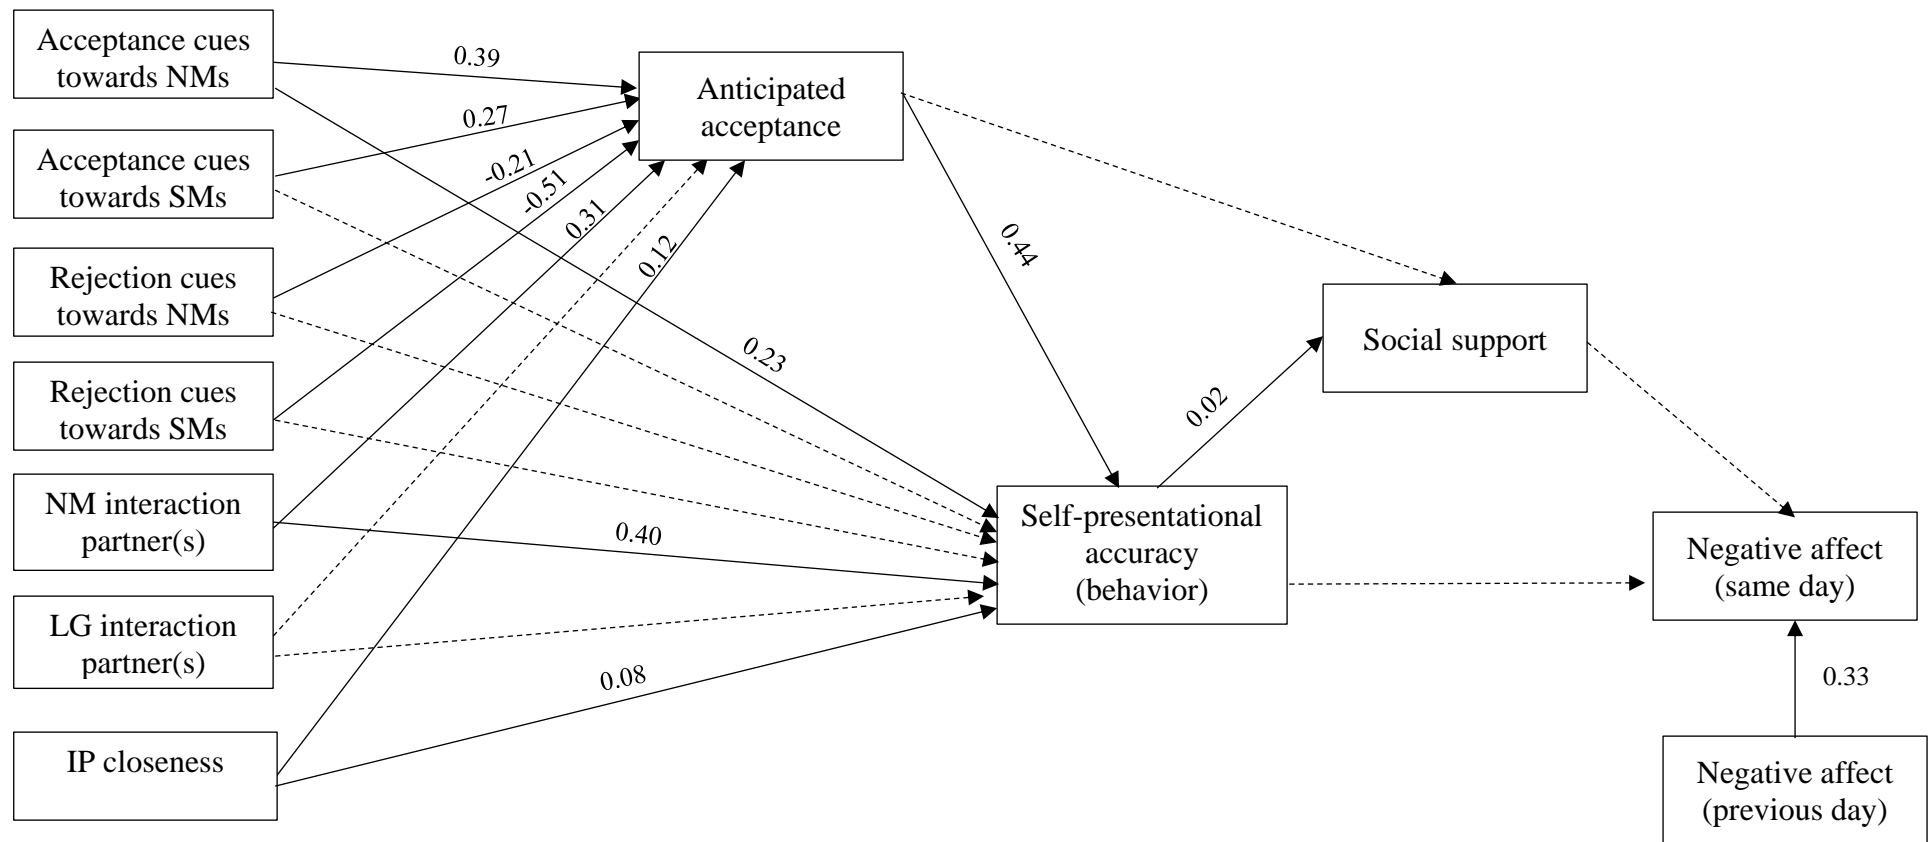 Acceptance cues
towards NMs
Acceptance cues
towards SMs
Rejection cues
towards NMs
Rejection cues
towards SMs
NM interaction
partner(s)
LG interaction
partner(s)
IP closeness
0.39
0.27
-0.21
-0.51
0.31
0.12
0.23
0.40
0.08
Anticipated
acceptance
0.44
Self-presentational
accuracy
(behavior)
0.02
Social support
Negative affect
(same day)
0.33
Negative affect
(previous day)